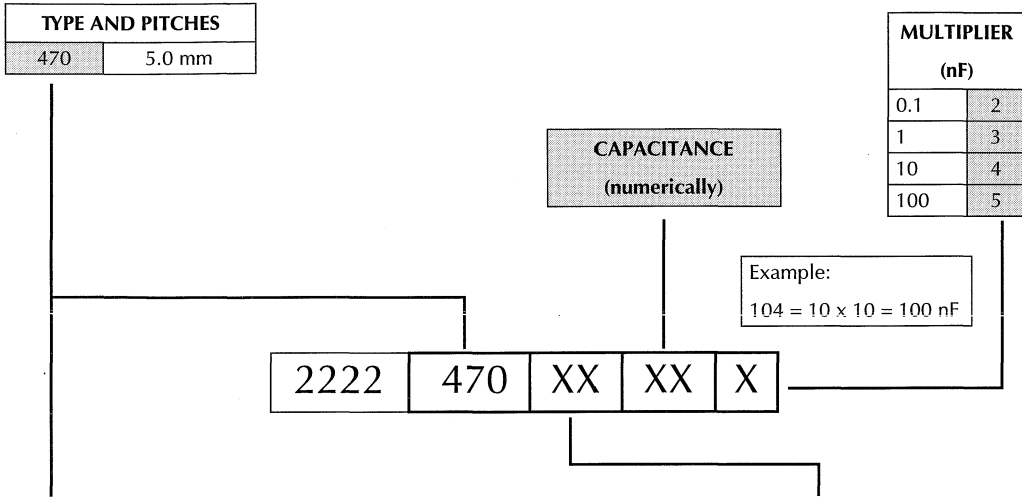 TYPE AND PITCHES
470 5.0 mm
MULTIPLIER
(nF)
0.1 2
1 3
10 4
100 5
CAPACITANCE
(numerically)
Example:
104 = 10 x 10 = 100 nF
2222 470 XX XX X